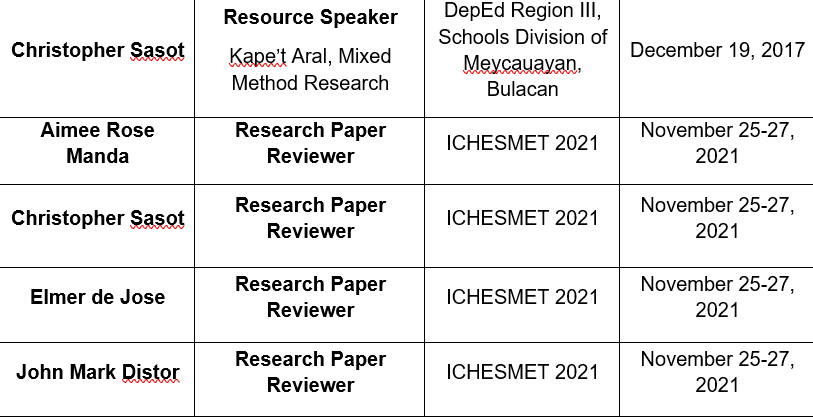 Christopher Sasot
Resource Speaker
Kape't Aral, Mixed
Method Research
DepEd Region III,
Schools Division of
Meycauayan,
Bulacan
December 19, 2017
Aimee Rose
Manda
Research Paper
Reviewer
ICHESMET 2021
November 25-27,
2021
Christopher Sasot
Research Paper
Reviewer
ICHESMET 2021
November 25-27,
2021
Elmer de Jose
Research Paper
Reviewer
ICHESMET 2021
November 25-27,
2021
John Mark Distor
Research Paper
Reviewer
ICHESMET 2021
November 25-27,
2021